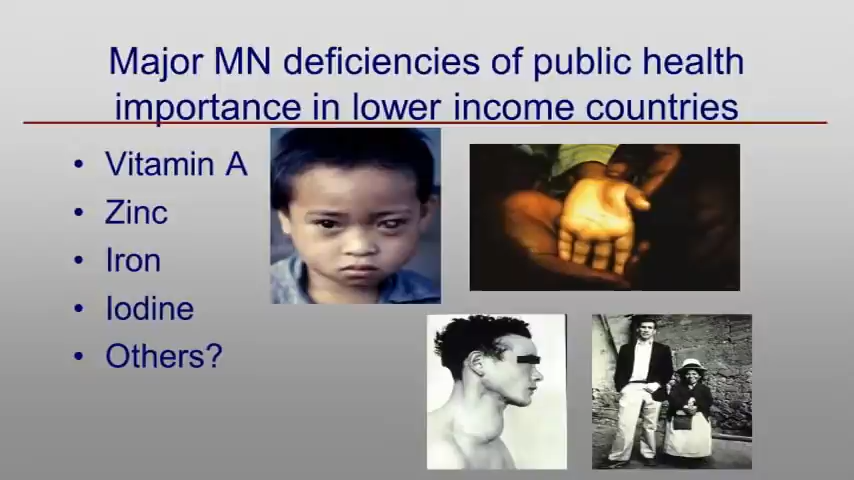 Major MN deficiencies of public health
importance in lower income countries
• Vitamin A
• Zinc
• Iron
• Iodine
• Others?